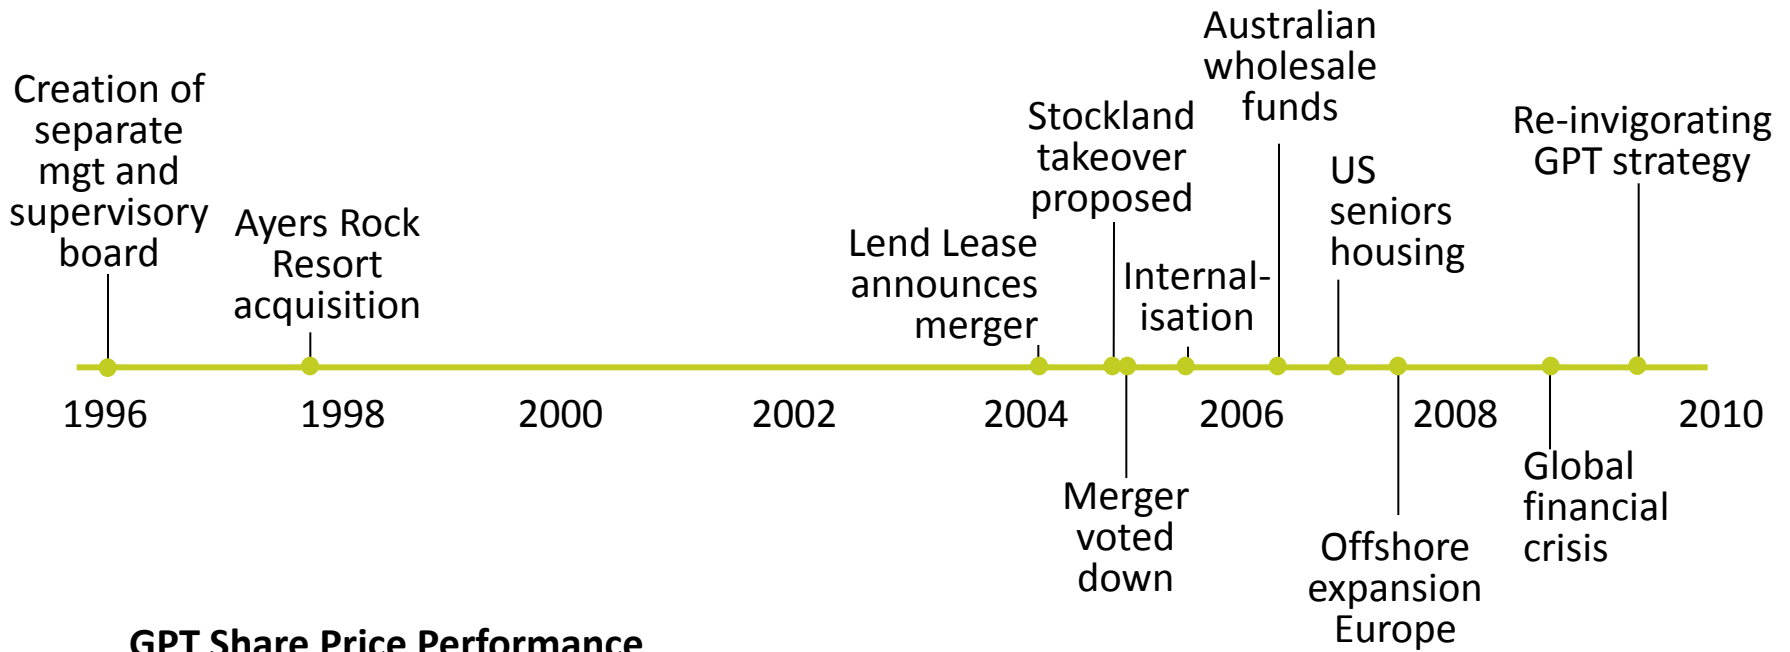 Creation of
separate
mgt and
supervisory
board
Ayers Rock
Resort
acquisition
Lend Lease
announces
merger
Stockland
takeover
proposed
Internal-
isation
Australian
wholesale
funds
US
seniors
housing
Re-invigorating
GPT strategy
1996
1998
2000
2002
2004
2006
2008
2010
Merger
voted
down
Offshore
expansion
Europe
Global
financial
crisis
GPT Share Price Performance